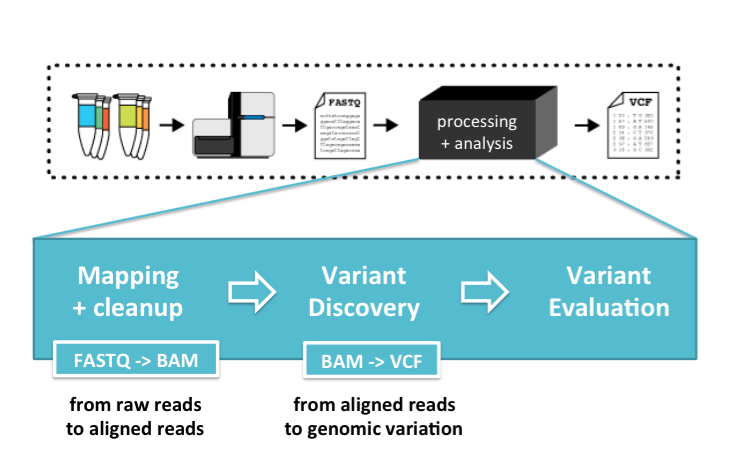 FASTQ
processing
+ analysis
VCF
Mapping
+ cleanup
Variant
Discovery
Variant
Evaluation
FASTQ -> BAM
BAM -> VCF
from raw reads
to aligned reads
from aligned reads
to genomic variation